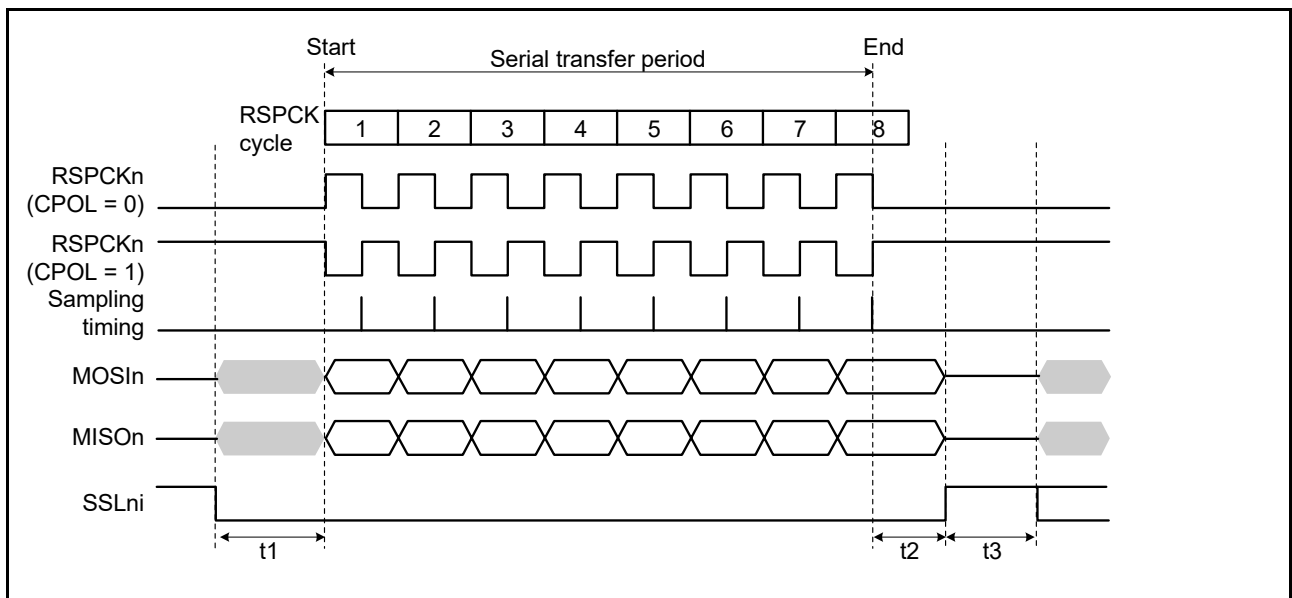 Start
End
Serial transfer period
RSPCK
cycle
1 2 3 4 5 6 7 8
RSPCKn
(CPOL = 0)
RSPCKn
(CPOL = 1)
Sampling
timing
MOSIn
MISOn
SSLni
t1
t2
t3